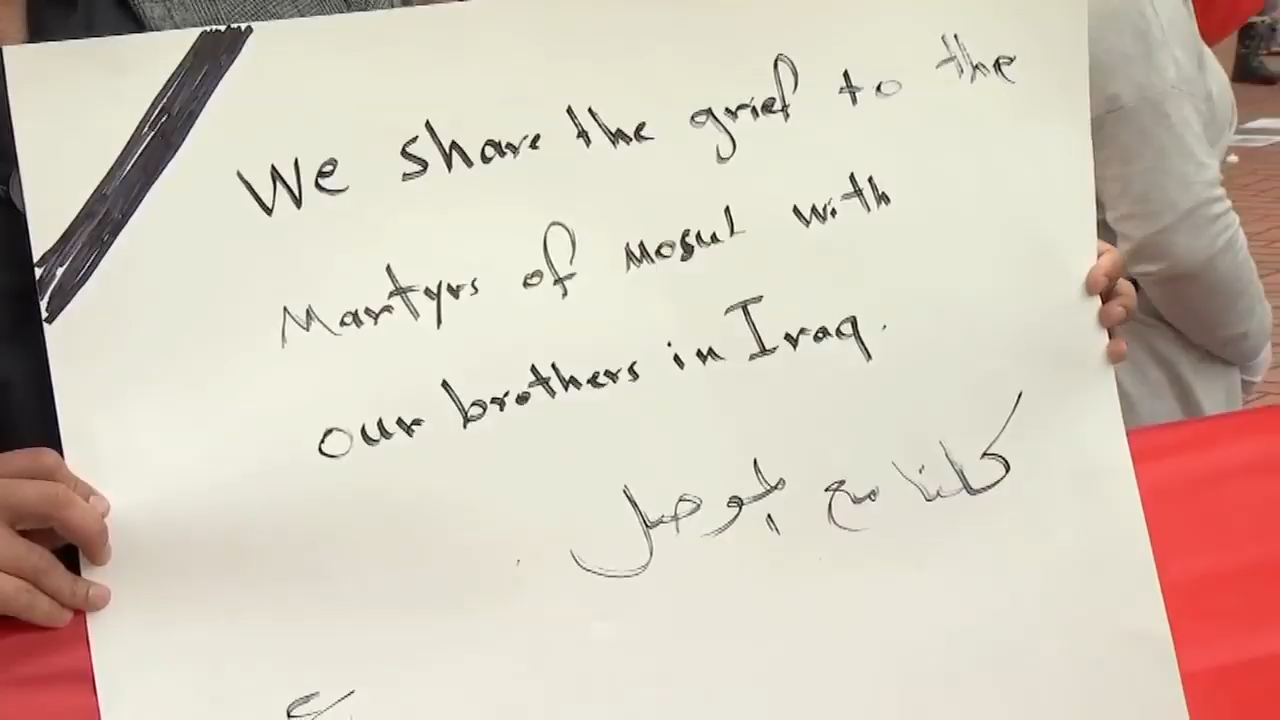 We share the grief to the
Martyrs of Mosul with
our brothers in Iraq.
كلنا مع الموصل